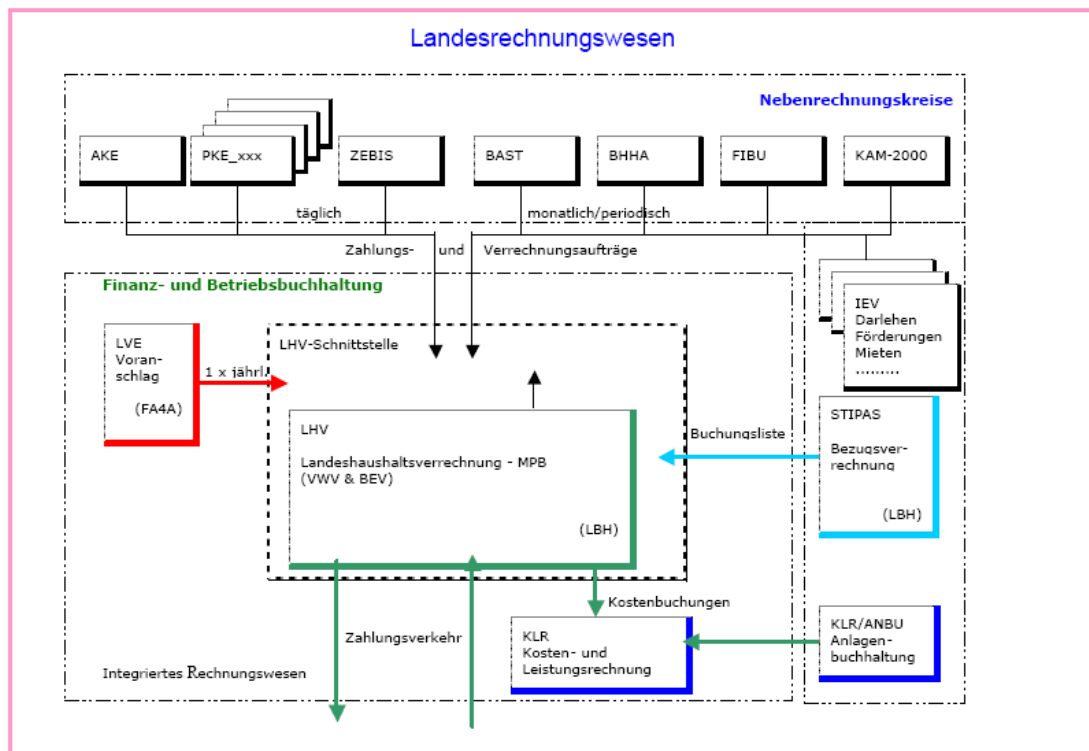 Landesrechnungswesen
Nebenrechnungskreise
AKE
PKE_xxx
ZEBIS
BAST
BHHA
FIBU
KAM-2000
täglich
monatlich/periodisch
Zahlungs- und Verrechnungsaufträge
Finanz- und Betriebsbuchhaltung
IEV
Darlehen
Förderungen
Mieten
.........
LVE
Voran-
schlag
(FA4A)
1 x jährl.
LHV-Schnittstelle
LHV
Landeshaushaltsverrechnung - MPB
(VWV & BEV)
(LBH)
Buchungsliste
STIPAS
Bezugsver-
rechnung
(LBH)
Kostenbuchungen
Zahlungsverkehr
KLR
Kosten- und
Leistungsrechnung
KLR/ANBU
Anlagen-
buchhaltung
Integriertes Rechnungswesen